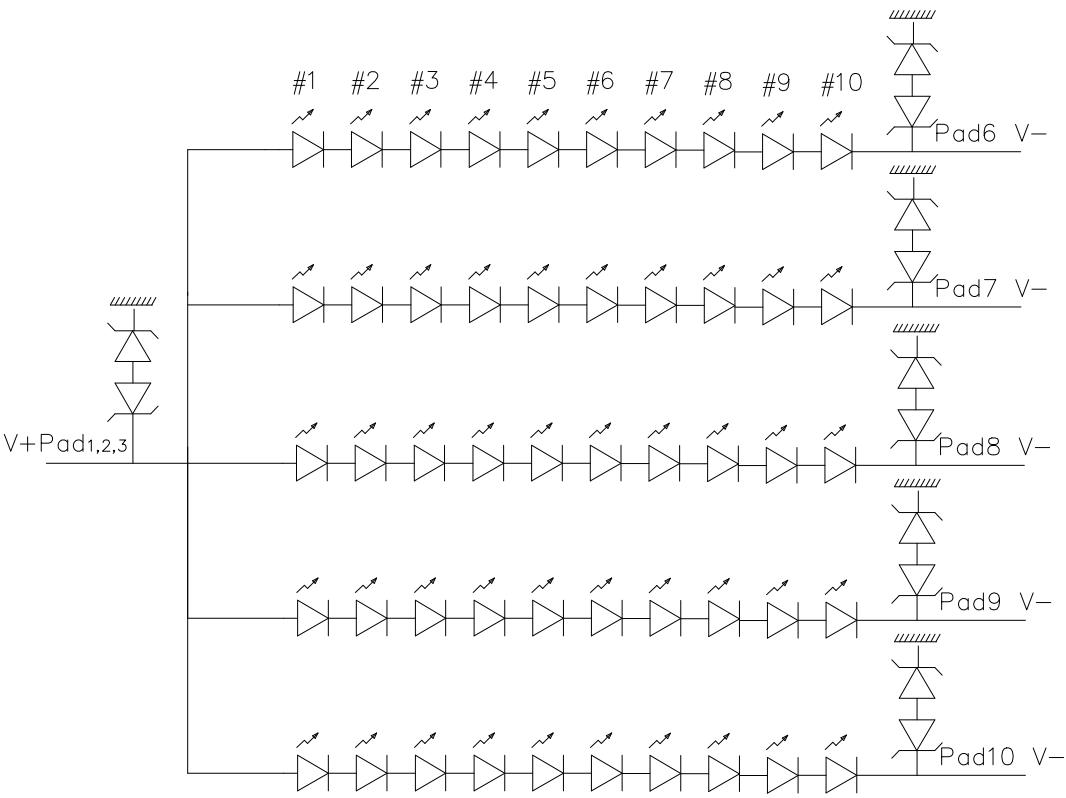 #1 #2 #3 #4 #5 #6 #7 #8 #9 #10
Pad6 V-
Pad7 V-
V+Pad1,2,3
Pad8 V-
Pad9 V-
Pad10 V-